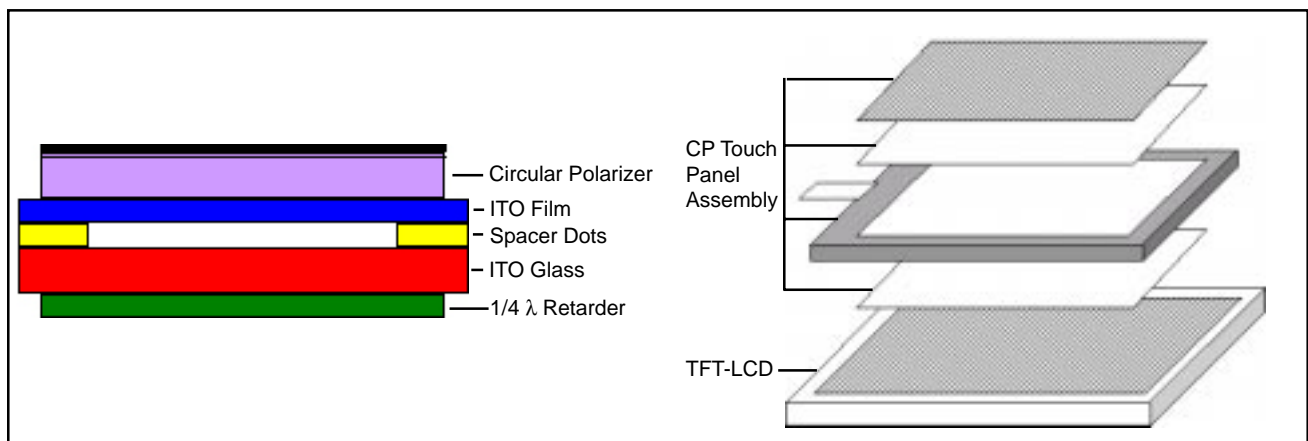 Circular Polarizer
ITO Film
Spacer Dots
ITO Glass
1/4 λ Retarder
CP Touch
Panel
Assembly
TFT-LCD